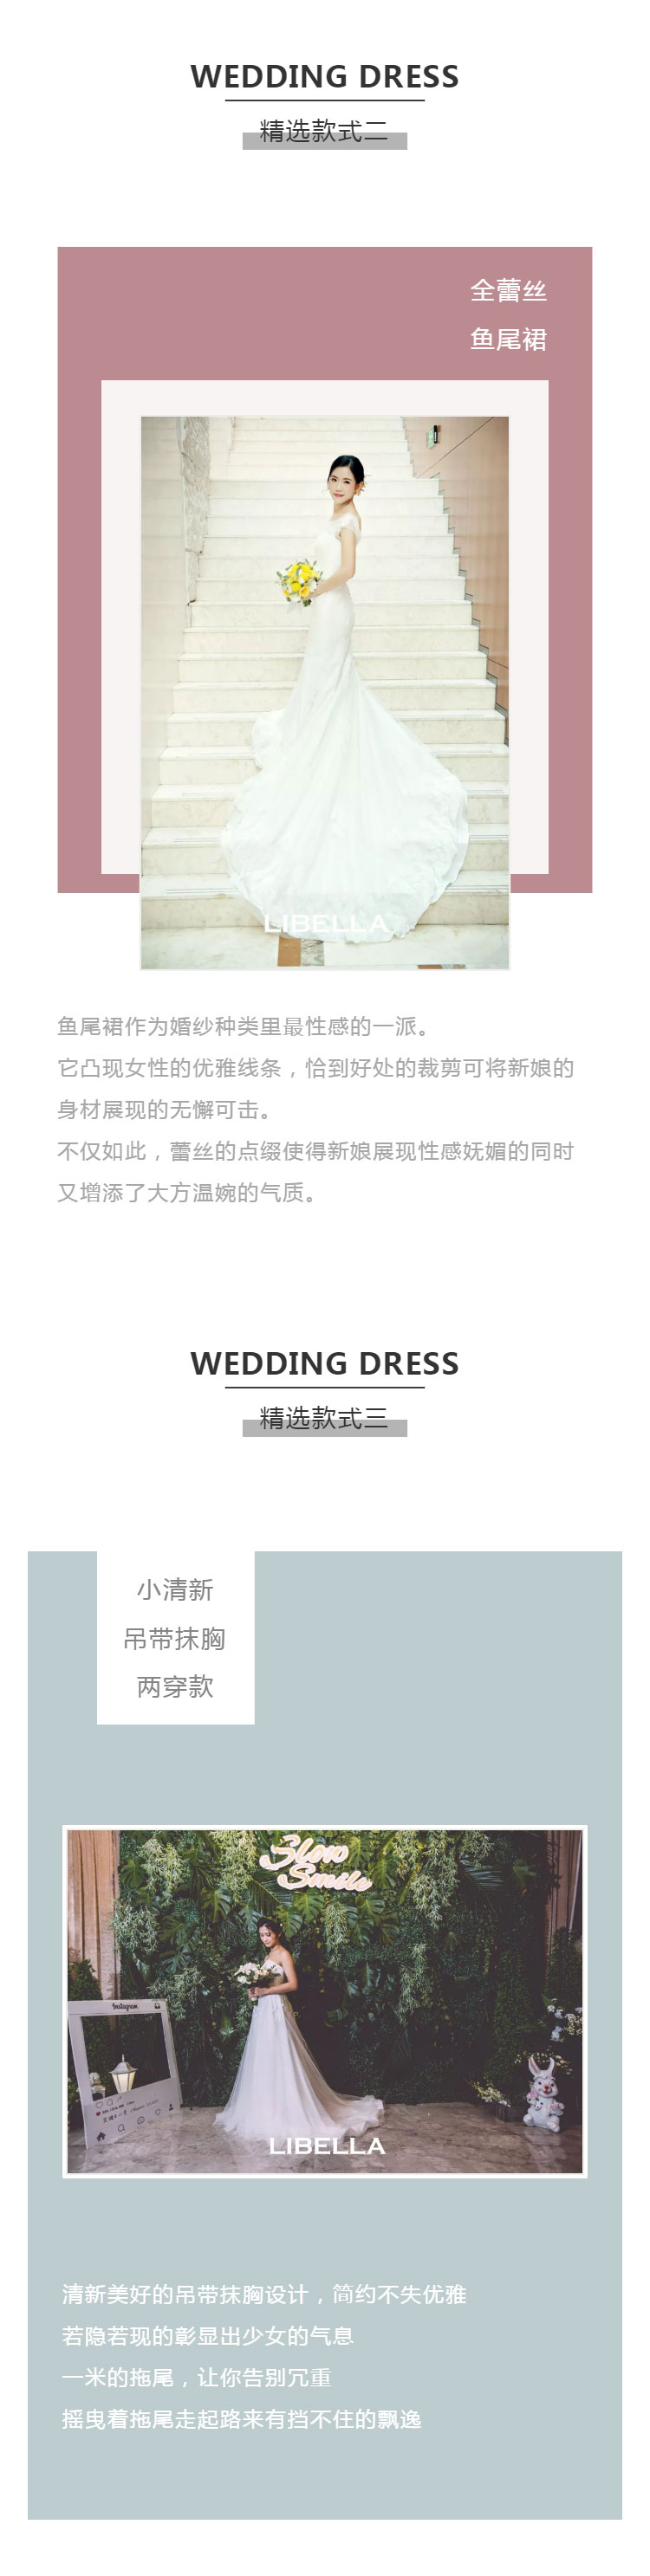 WEDDING DRESS
精选款式二
全蕾丝
鱼尾裙
LIBELLA
鱼尾裙作为婚纱种类里最性感的一派。
它凸现女性的优雅线条，恰到好处的裁剪可将新娘的
身材展现的无懈可击。
不仅如此，蕾丝的点缀使得新娘展现性感妩媚的同时
又增添了大方温婉的气质。
WEDDING DRESS
精选款式三
小清新
吊带抹胸
两穿款
Slow
Smile
Instagram
LIBELLA
清新美好的吊带抹胸设计，简约不失优雅
若隐若现的彰显出少女的气息
一米的拖尾，让你告别冗重
摇曳着拖尾走起路来有挡不住的飘逸